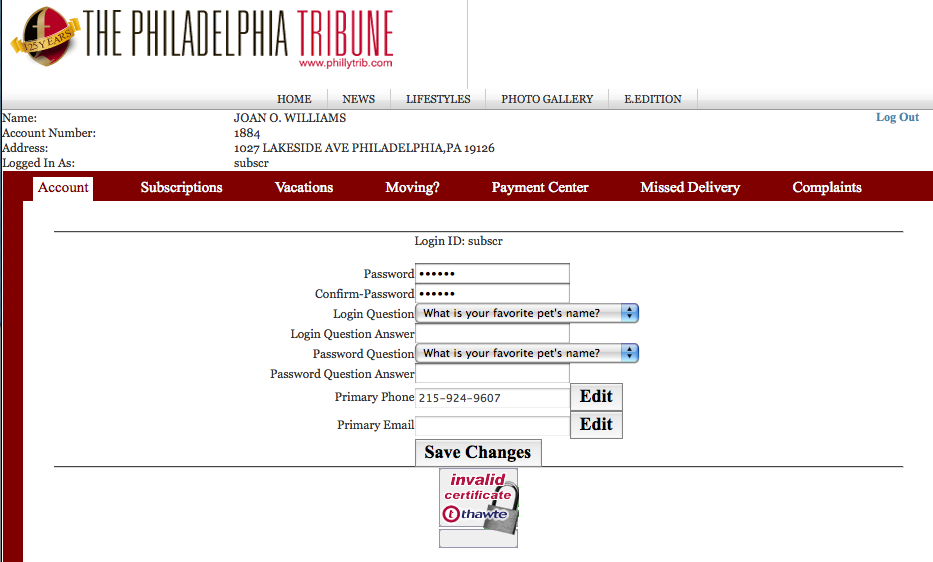 THE PHILADELPHIA TRIBUNE
125 YEARS
www.phillytrib.com
HOME NEWS LIFESTYLES PHOTO GALLERY E.EDITION
Name: JOAN O. WILLIAMS Log Out
Account Number: 1884
Address: 1027 LAKESIDE AVE PHILADELPHIA,PA 19126
Logged In As: subscr
Account Subscriptions Vacations Moving? Payment Center Missed Delivery Complaints
Login ID: subscr
Password ••••••
Confirm-Password ••••••
Login Question What is your favorite pet's name?
Login Question Answer
Password Question What is your favorite pet's name?
Password Question Answer
Primary Phone 215-924-9607 Edit
Primary Email Edit
Save Changes
invalid
certificate
t thawte